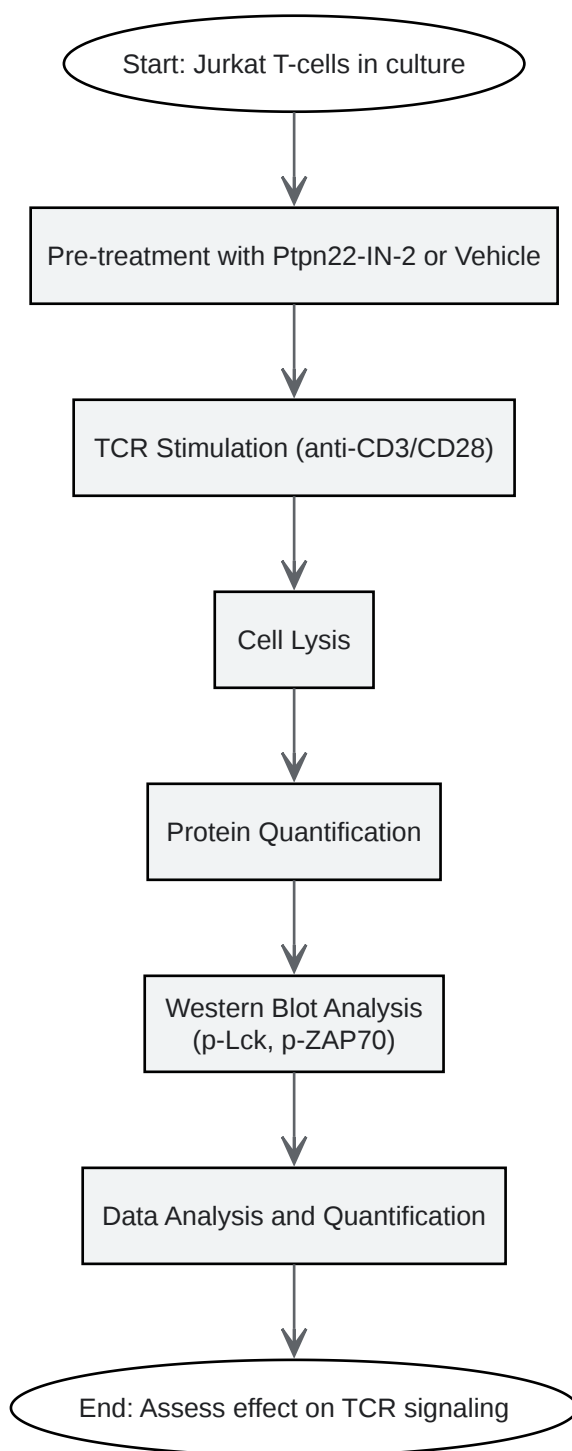 Start: Jurkat T-cells in culture
Pre-treatment with Ptpn22-IN-2 or Vehicle
TCR Stimulation (anti-CD3/CD28)
Cell Lysis
Protein Quantification
Western Blot Analysis
(p-Lck, p-ZAP70)
Data Analysis and Quantification
End: Assess effect on TCR signaling